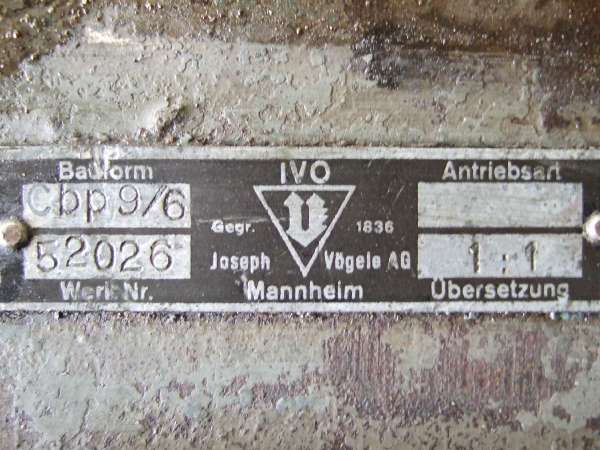 Bauform IVO Antriebsart
Cbp 9/6
Gegr. 1836
52026 Joseph Vögele AG 1:1
Werk Nr. Mannheim Übersetzung